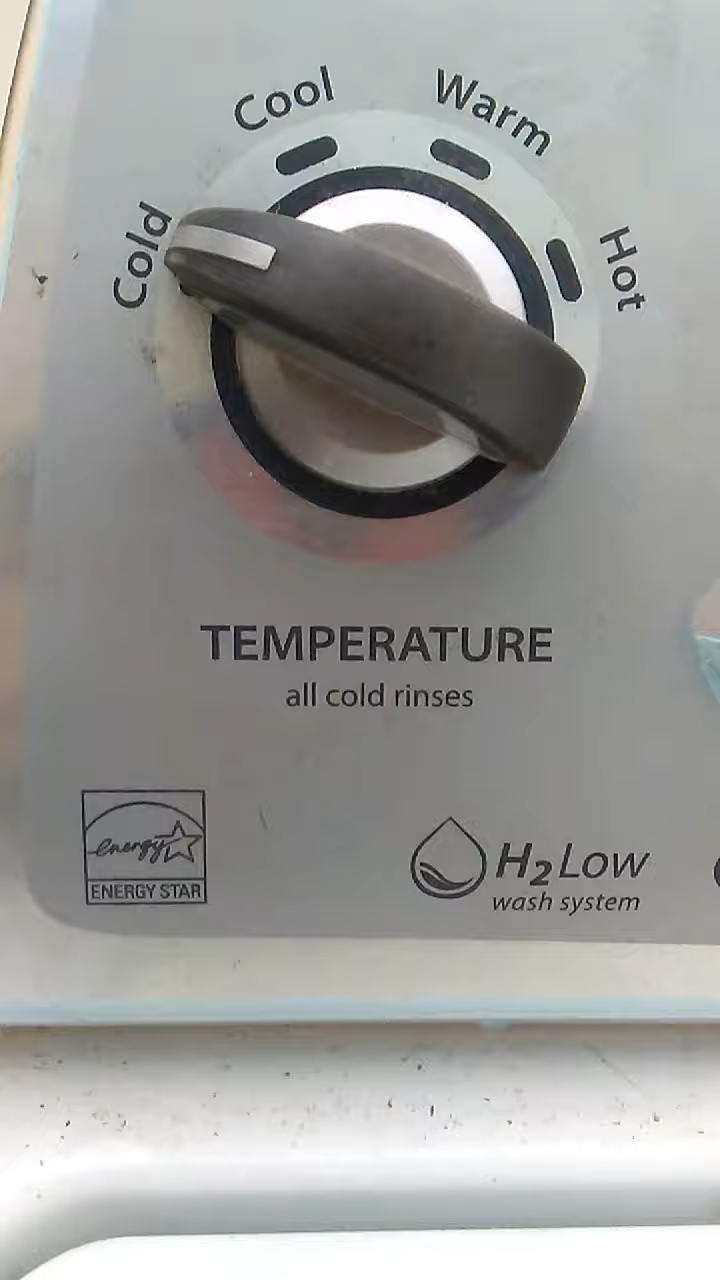 Cold
Cool
Warm
Hot
TEMPERATURE
all cold rinses
energy
ENERGY STAR
H2Low
wash system